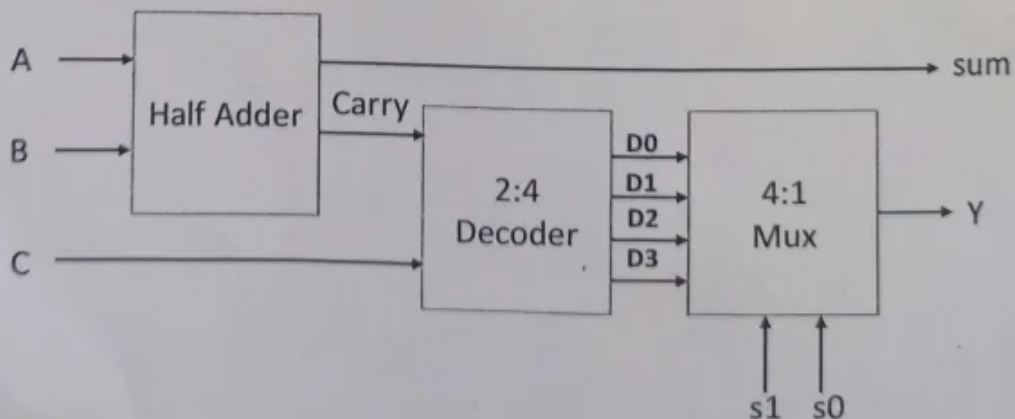 A
B
C
Half Adder
Carry
sum
2:4
Decoder
D0
D1
D2
D3
4:1
Mux
Y
s1 s0